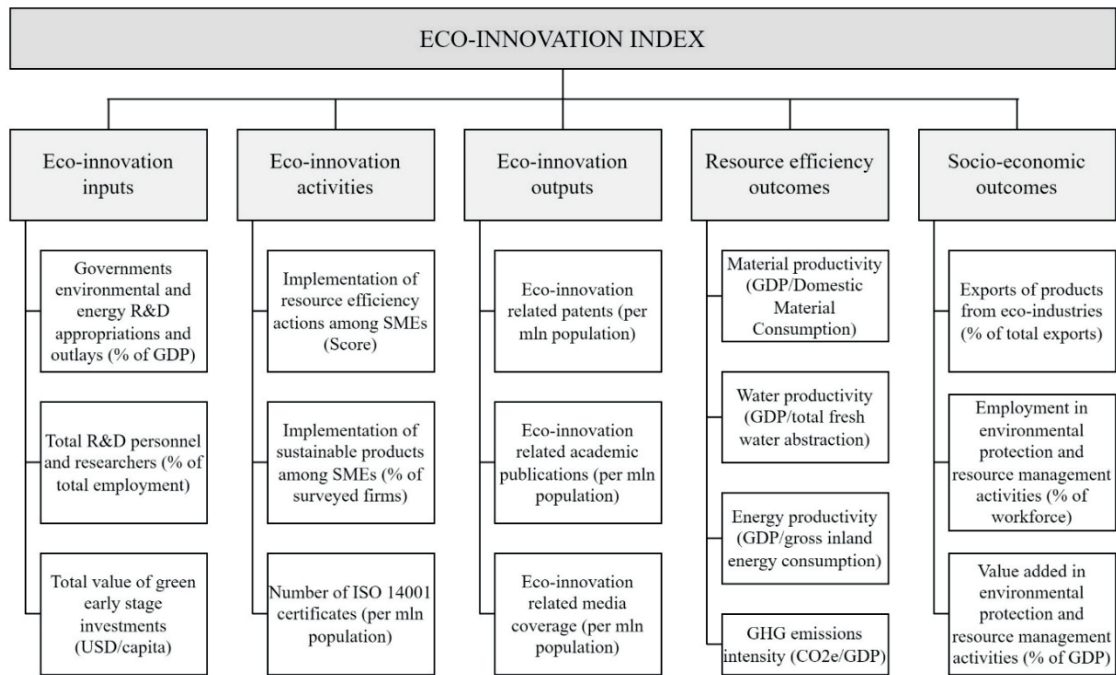 ECO-INNOVATION INDEX
Eco-innovation
inputs
Governments
environmental and
energy R&D
appropriations and
outlays (% of GDP)
Total R&D personnel
and researchers (% of
total employment)
Total value of green
early stage
investments
(USD/capita)
Eco-innovation
activities
Implementation of
resource efficiency
actions among SMEs
(Score)
Implementation of
sustainable products
among SMEs (% of
surveyed firms)
Number of ISO 14001
certificates (per mln
population)
Eco-innovation
outputs
Eco-innovation
related patents (per
mln population)
Eco-innovation
related academic
publications (per mln
population)
Eco-innovation
related media
coverage (per mln
population)
Resource efficiency
outcomes
Material productivity
(GDP/Domestic
Material
Consumption)
Water productivity
(GDP/total fresh
water abstraction)
Energy productivity
(GDP/gross inland
energy consumption)
GHG emissions
intensity (CO2e/GDP)
Socio-economic
outcomes
Exports of products
from eco-industries
(% of total exports)
Employment in
environmental
protection and
resource management
activities (% of
workforce)
Value added in
environmental
protection and
resource management
activities (% of GDP)